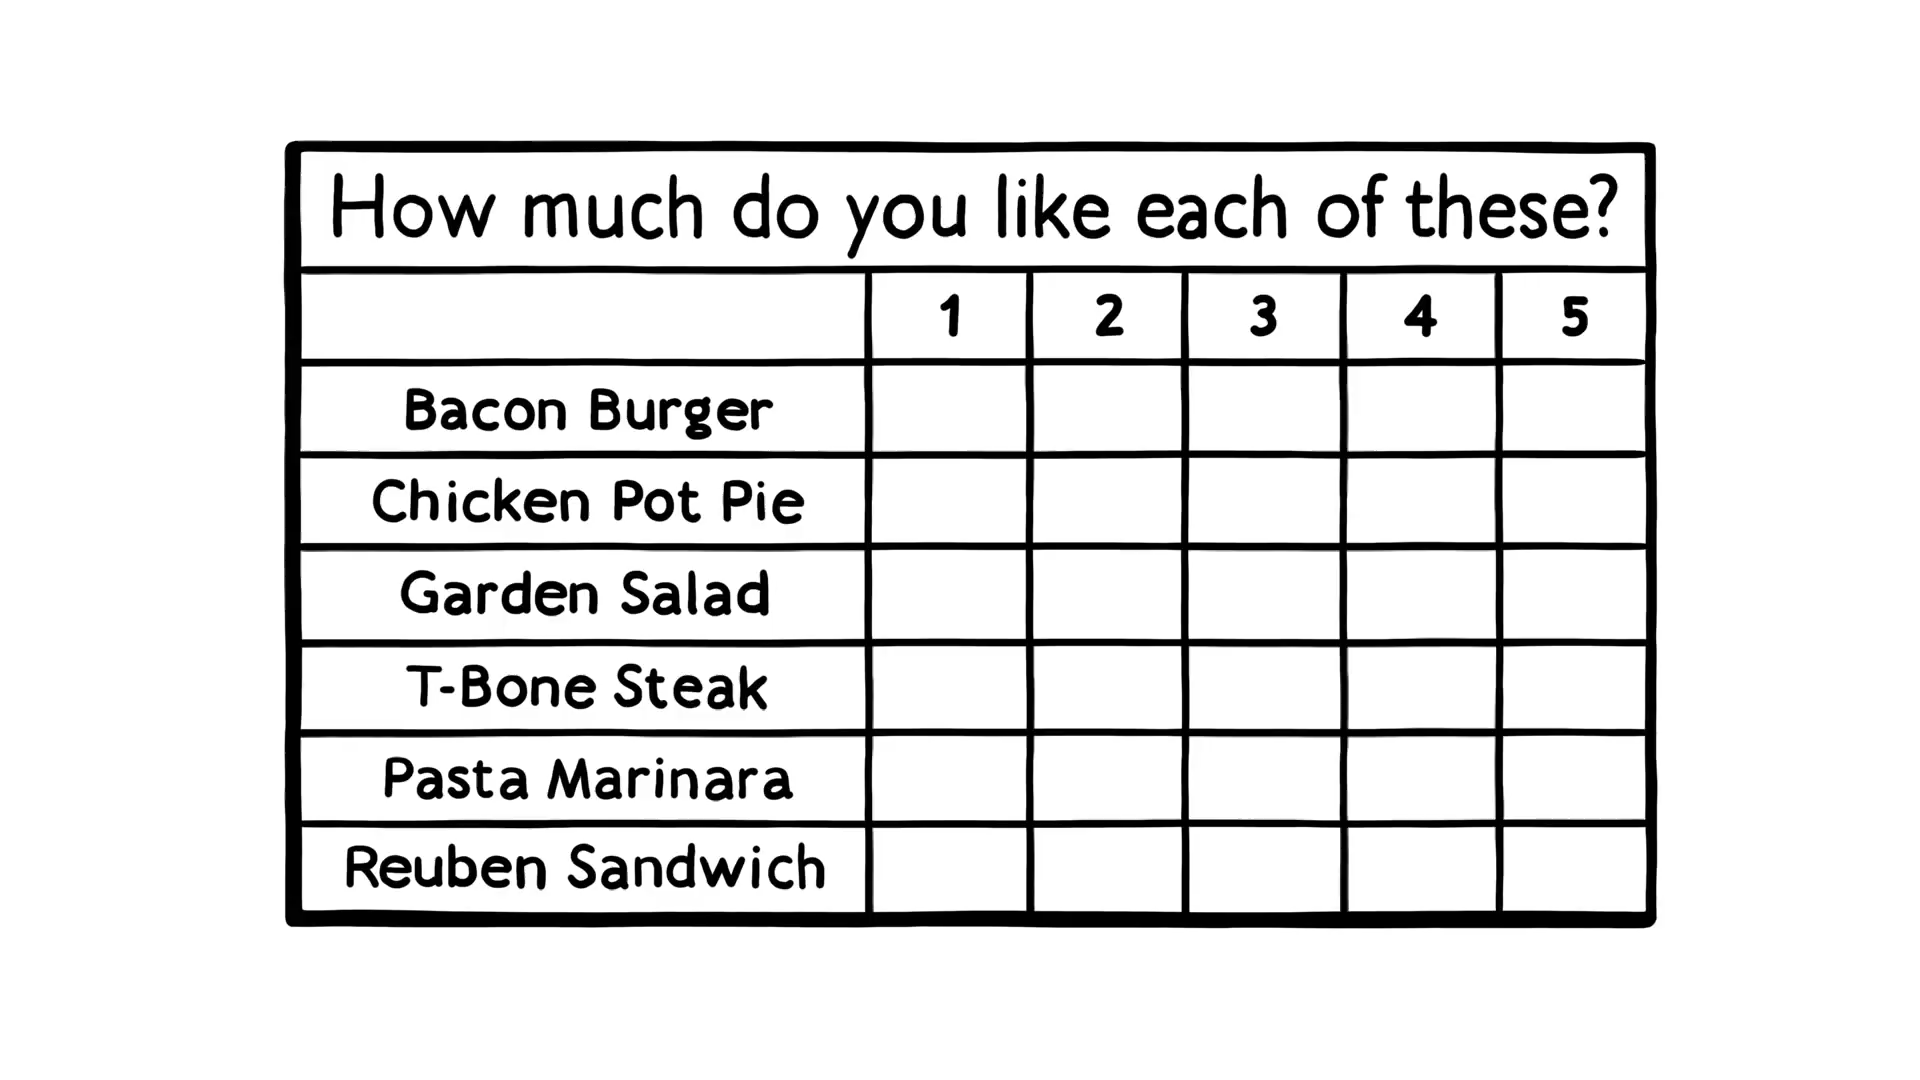 How much do you like each of these?
1 2 3 4 5
Bacon Burger
Chicken Pot Pie
Garden Salad
T-Bone Steak
Pasta Marinara
Reuben Sandwich